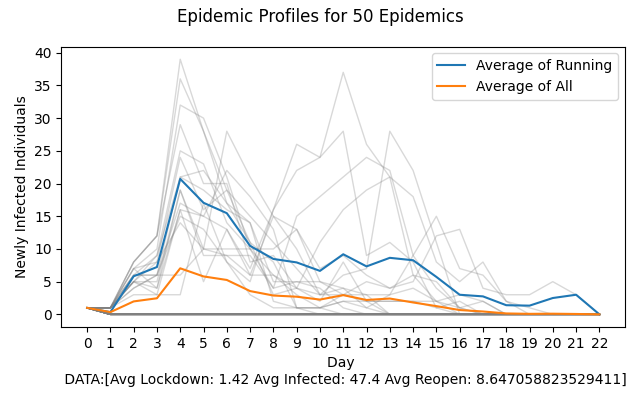 Epidemic Profiles for 50 Epidemics
40
35
30
25
20
15
10
5
0
Newly Infected Individuals
Average of Running
Average of All
0 1 2 3 4 5 6 7 8 9 10 11 12 13 14 15 16 17 18 19 20 21 22
Day
DATA:[Avg Lockdown: 1.42 Avg Infected: 47.4 Avg Reopen: 8.647058823529411]